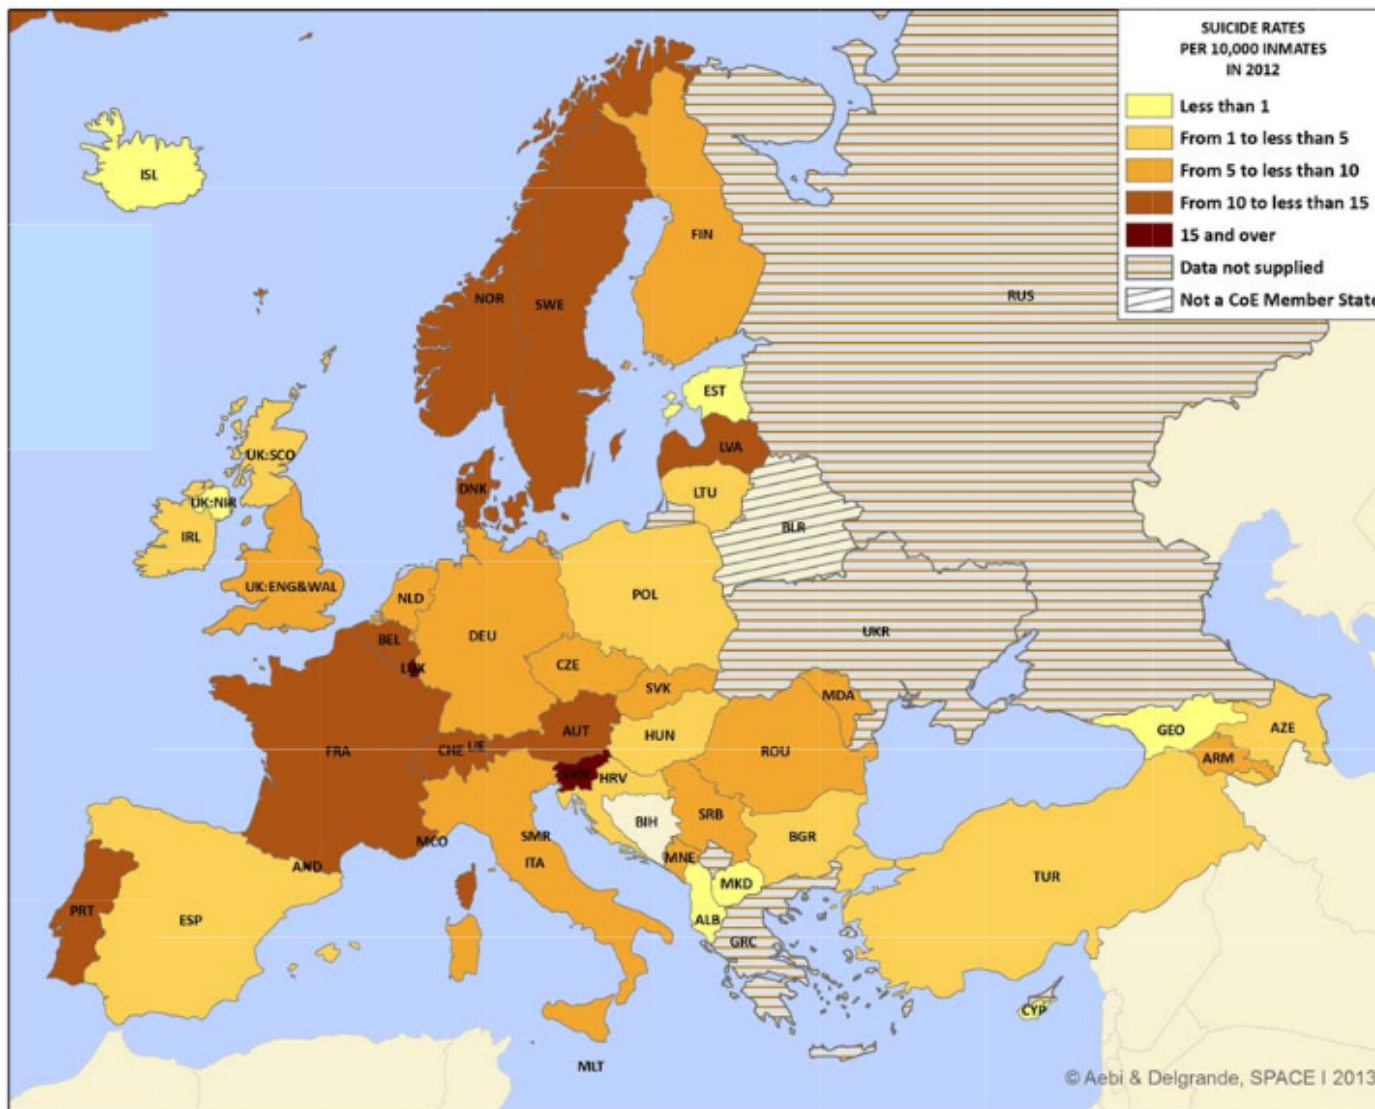 SUICIDE RATES
PER 10,000 INMATES
IN 2012
Less than 1
From 1 to less than 5
From 5 to less than 10
From 10 to less than 15
15 and over
Data not supplied
Not a CoE Member State
ISL
FIN
NOR
SWE
RUS
EST
LVA
UK:SCO
DNK
LTU
UK:NIR
BLR
IRL
UK:ENG&WAL
NLD
POL
DEU
UKR
BEL
CZE
LUX
SVK
MDA
AUT
GEO
AZE
HUN
FRA
CHE
LIE
ROU
ARM
SVN
HRV
SRB
BIH
SMR
BGR
MCO
MNE
AND
ITA
TUR
MKD
PRT
ESP
ALB
GRC
CYP
MLT
© Aebi & Delgrande, SPACE I 2013